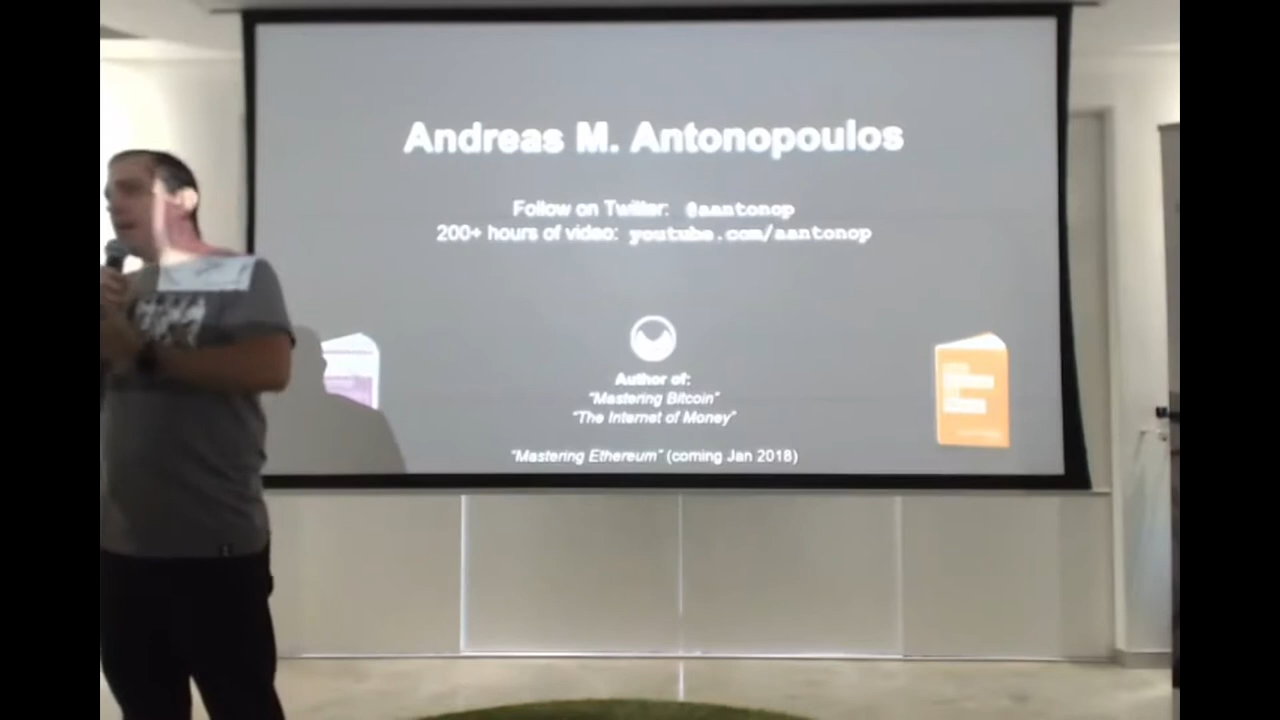 Andreas M. Antonopoulos
Follow on Twitter: @aantonop
200+ hours of video: youtube.com/aantonop
Author of:
"Mastering Bitcoin"
"The Internet of Money"
"Mastering Ethereum" (coming Jan 2018)